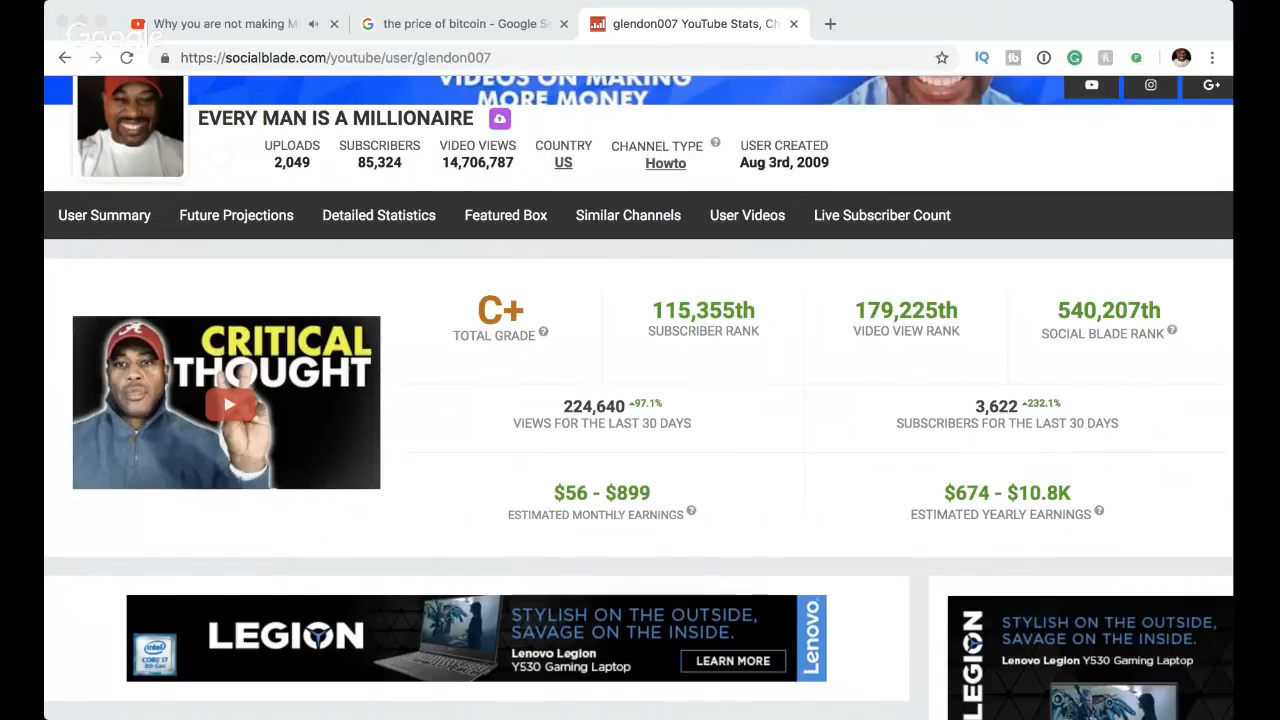 Why you are not making M
the price of bitcoin - Google Se
glendon007 YouTube Stats, Ch
Google
https://socialblade.com/youtube/user/glendon007
VIDEOS ON MAKING
MORE MONEY
G+
EVERY MAN IS A MILLIONAIRE
UPLOADS SUBSCRIBERS VIDEO VIEWS COUNTRY CHANNEL TYPE USER CREATED
2,049 85,324 14,706,787 US Howto Aug 3rd, 2009
User Summary Future Projections Detailed Statistics Featured Box Similar Channels User Videos Live Subscriber Count
CRITICAL
THOUGHT
C+ 115,355th 179,225th 540,207th
TOTAL GRADE SUBSCRIBER RANK VIDEO VIEW RANK SOCIAL BLADE RANK
224,640 97.1% 3,622 232.1%
VIEWS FOR THE LAST 30 DAYS SUBSCRIBERS FOR THE LAST 30 DAYS
$56 - $899 $674 - $10.8K
ESTIMATED MONTHLY EARNINGS ESTIMATED YEARLY EARNINGS
LEGION
STYLISH ON THE OUTSIDE,
SAVAGE ON THE INSIDE.
Lenovo Legion
Y530 Gaming Laptop
LEARN MORE
Lenovo
intel
CORE i7
8th Gen
LEGION
STYLISH ON THE OUTSIDE,
SAVAGE ON THE INSIDE.
Lenovo Legion Y530 Gaming Laptop